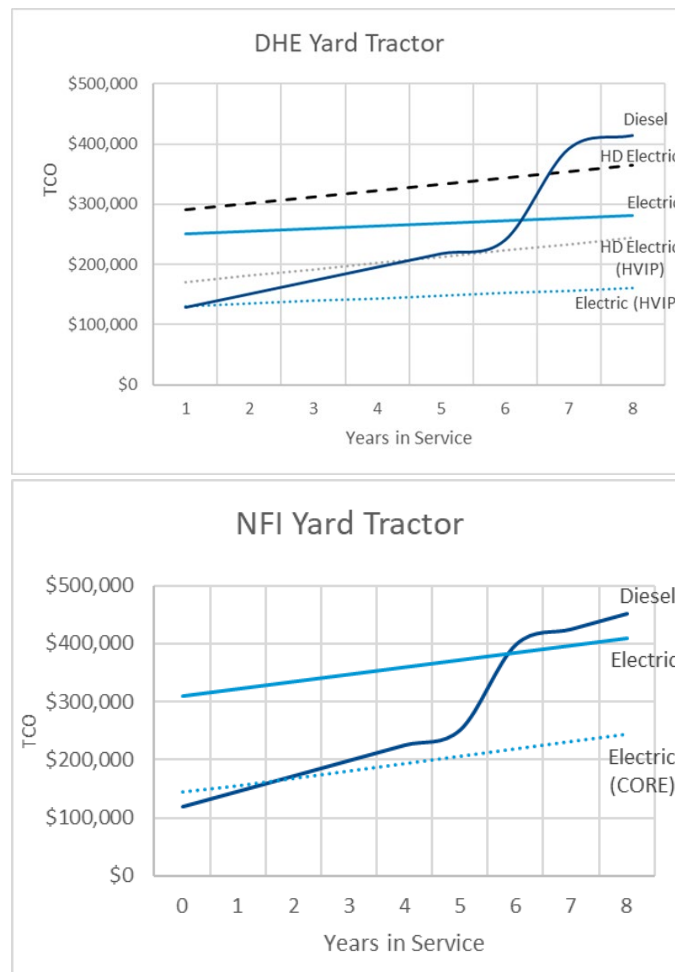 DHE Yard Tractor
$500,000
$400,000
$300,000
$200,000
$100,000
$0
TCO
Diesel
HD Electric
Electric
HD Electric
(HVIP)
Electric (HVIP
1 2 3 4 5 6 7 8
Years in Service
NFI Yard Tractor
$500,000
$400,000
$300,000
$200,000
$100,000
$0
TCO
Diesel
Electric
Electric
(CORE)
0 1 2 3 4 5 6 7 8
Years in Service